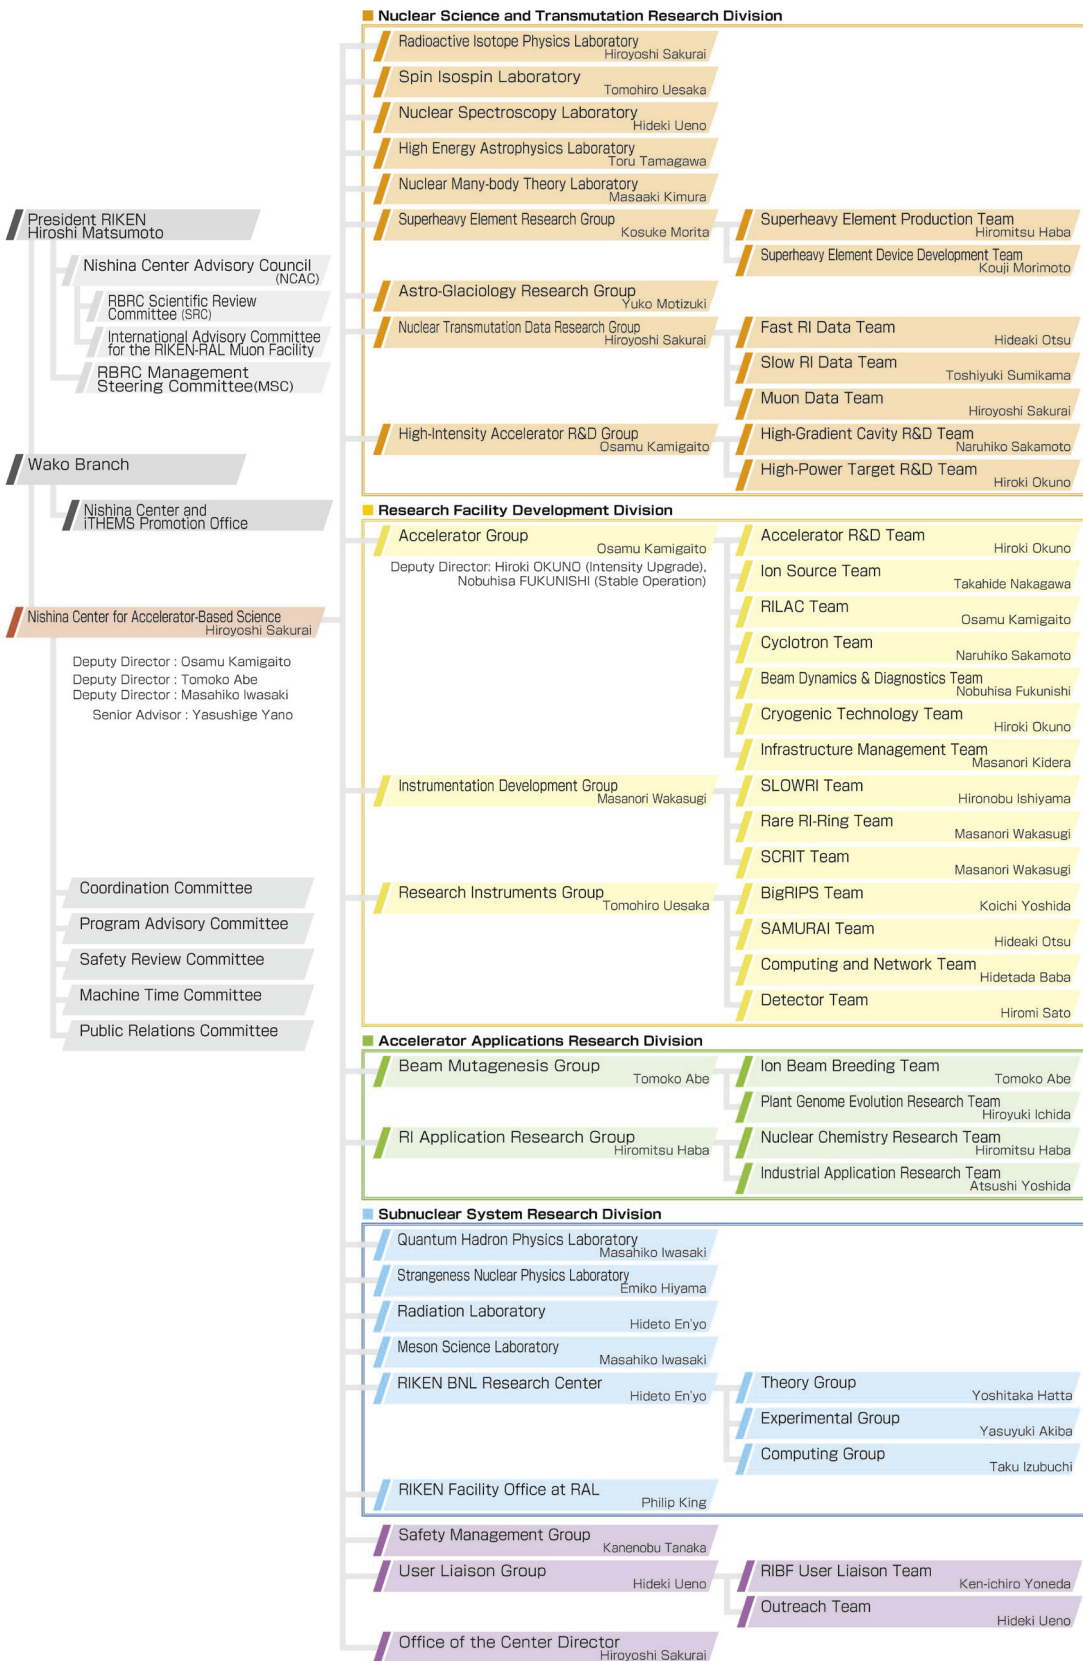 President RIKEN
Hiroshi Matsumoto
Nishina Center Advisory Council
(NCAC)
RBRC Scientific Review
Committee (SRC)
International Advisory Committee
for the RIKEN-RAL Muon Facility
RBRC Management
Steering Committee(MSC)
Wako Branch
Nishina Center and
iTHEMS Promotion Office
Nishina Center for Accelerator-Based Science
Hiroyoshi Sakurai
Deputy Director : Osamu Kamigaito
Deputy Director : Tomoko Abe
Deputy Director : Masahiko Iwasaki
Senior Advisor : Yasushige Yano
Coordination Committee
Program Advisory Committee
Safety Review Committee
Machine Time Committee
Public Relations Committee
Nuclear Science and Transmutation Research Division
Radioactive Isotope Physics Laboratory
Hiroyoshi Sakurai
Spin Isospin Laboratory
Tomohiro Uesaka
Nuclear Spectroscopy Laboratory
Hideki Ueno
High Energy Astrophysics Laboratory
Toru Tamagawa
Nuclear Many-body Theory Laboratory
Masaaki Kimura
Superheavy Element Research Group
Kosuke Morita
Superheavy Element Production Team
Hiromitsu Haba
Superheavy Element Device Development Team
Kouji Morimoto
Astro-Glaciology Research Group
Yuko Motizuki
Nuclear Transmutation Data Research Group
Hiroyoshi Sakurai
Fast RI Data Team
Hideaki Otsu
Slow RI Data Team
Toshiyuki Sumikama
Muon Data Team
Hiroyoshi Sakurai
High-Intensity Accelerator R&D Group
Osamu Kamigaito
High-Gradient Cavity R&D Team
Naruhiko Sakamoto
High-Power Target R&D Team
Hiroki Okuno
Research Facility Development Division
Accelerator Group
Osamu Kamigaito
Deputy Director: Hiroki OKUNO (Intensity Upgrade),
Nobuhisa FUKUNISHI (Stable Operation)
Accelerator R&D Team
Hiroki Okuno
Ion Source Team
Takahide Nakagawa
RILAC Team
Osamu Kamigaito
Cyclotron Team
Naruhiko Sakamoto
Beam Dynamics & Diagnostics Team
Nobuhisa Fukunishi
Cryogenic Technology Team
Hiroki Okuno
Infrastructure Management Team
Masanori Kidera
Instrumentation Development Group
Masanori Wakasugi
SLOWRI Team
Hironobu Ishiyama
Rare RI-Ring Team
Masanori Wakasugi
SCRIT Team
Masanori Wakasugi
Research Instruments Group
Tomohiro Uesaka
BigRIPS Team
Koichi Yoshida
SAMURAI Team
Hideaki Otsu
Computing and Network Team
Hidetada Baba
Detector Team
Hiromi Sato
Accelerator Applications Research Division
Beam Mutagenesis Group
Tomoko Abe
Ion Beam Breeding Team
Tomoko Abe
Plant Genome Evolution Research Team
Hiroyuki Ichida
RI Application Research Group
Hiromitsu Haba
Nuclear Chemistry Research Team
Hiromitsu Haba
Industrial Application Research Team
Atsushi Yoshida
Subnuclear System Research Division
Quantum Hadron Physics Laboratory
Masahiko Iwasaki
Strangeness Nuclear Physics Laboratory
Emiko Hiyama
Radiation Laboratory
Hideto En'yo
Meson Science Laboratory
Masahiko Iwasaki
RIKEN BNL Research Center
Hideto En'yo
Theory Group
Yoshitaka Hatta
Experimental Group
Yasuyuki Akiba
Computing Group
Taku Izubuchi
RIKEN Facility Office at RAL
Philip King
Safety Management Group
Kanenobu Tanaka
User Liaison Group
Hideki Ueno
RIBF User Liaison Team
Ken-ichiro Yoneda
Outreach Team
Hideki Ueno
Office of the Center Director
Hiroyoshi Sakurai